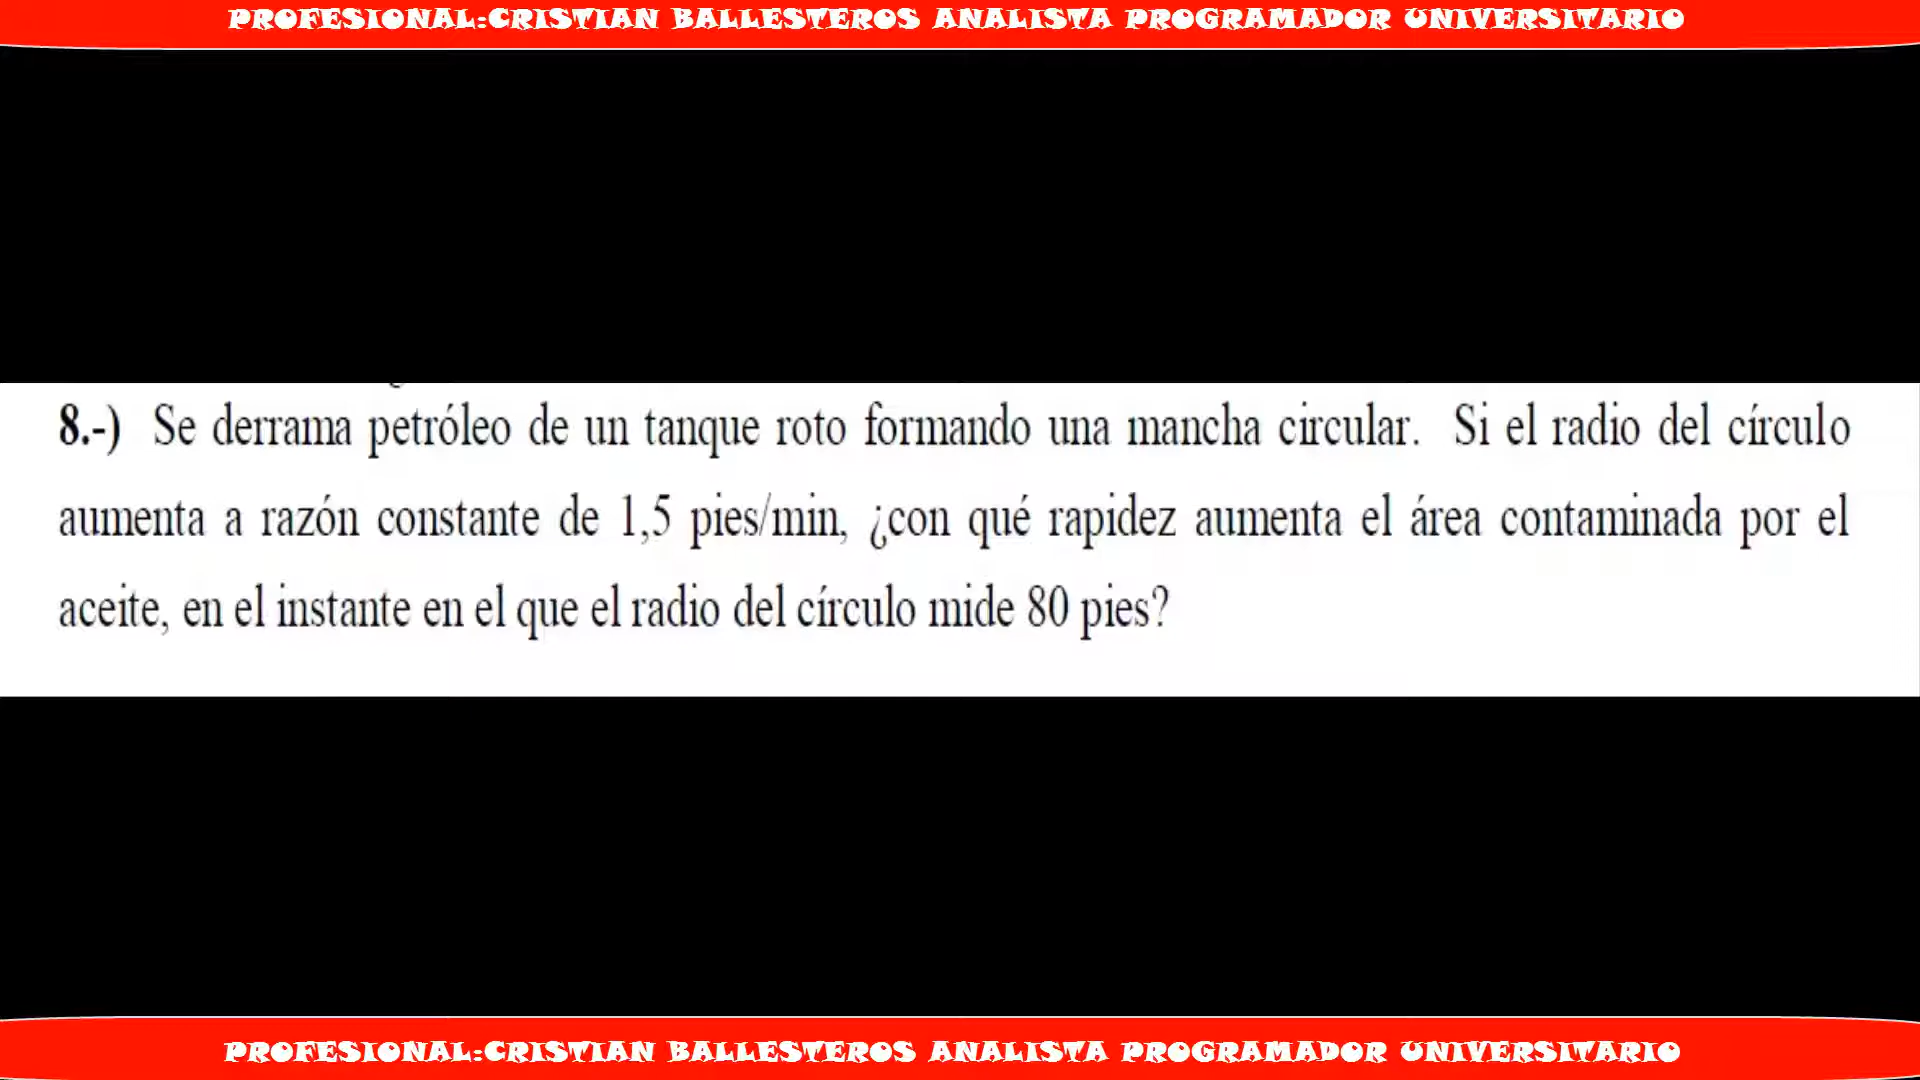 PROFESIONAL:CRISTIAN BALLESTEROS ANALISTA PROGRAMADOR UNIVERSITARIO
8.-) Se derrama petróleo de un tanque roto formando una mancha circular. Si el radio del círculo
aumenta a razón constante de 1,5 pies/min, ¿con qué rapidez aumenta el área contaminada por el
aceite, en el instante en el que el radio del círculo mide 80 pies?
PROFESIONAL:CRISTIAN BALLESTEROS ANALISTA PROGRAMADOR UNIVERSITARIO